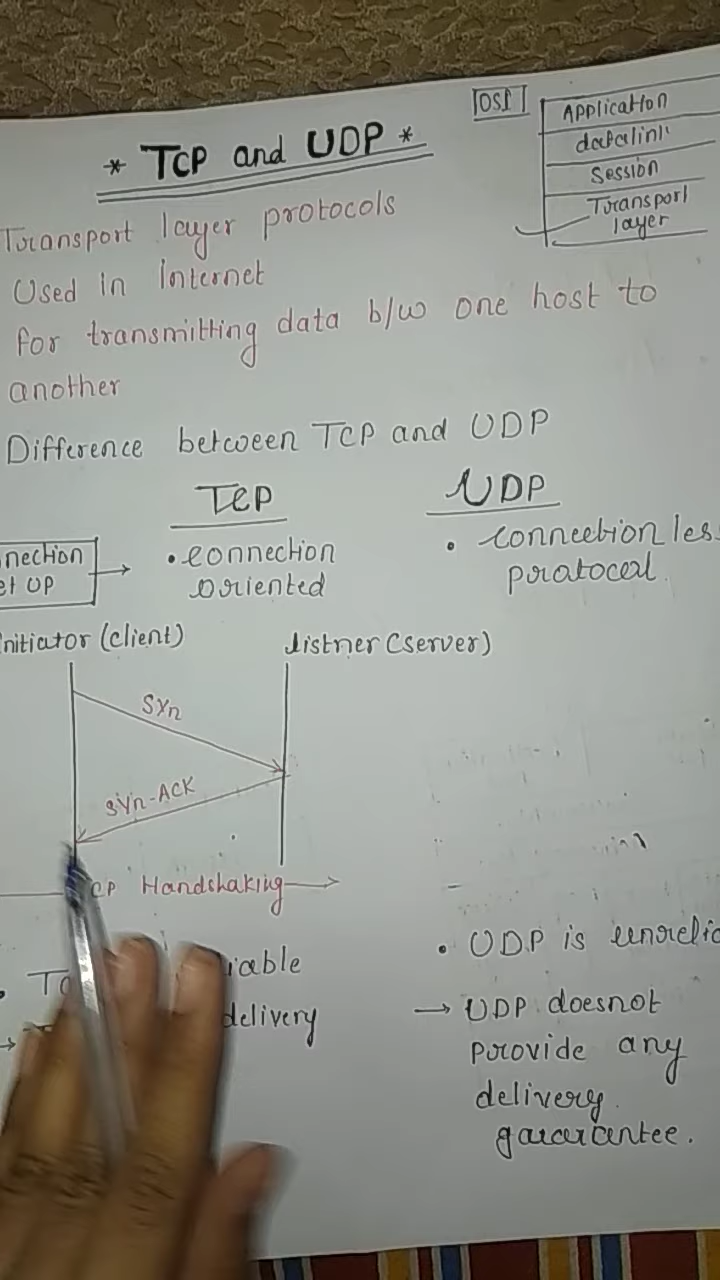 OSI
Application
datalink
Session
Transport
layer
* TCP and UDP *
Transport layer protocols
Used in Internet
for transmitting data b/w one host to
another
Difference between TCP and UDP
TCP
UDP
nection
et UP
• connection
oriented
• connection les
protocol
nitiator (client)
listner (server)
Syn
Syn-ACK
CP Handshaking
iable
delivery
• UDP is unrelia
→ UDP doesnot
provide any
delivery